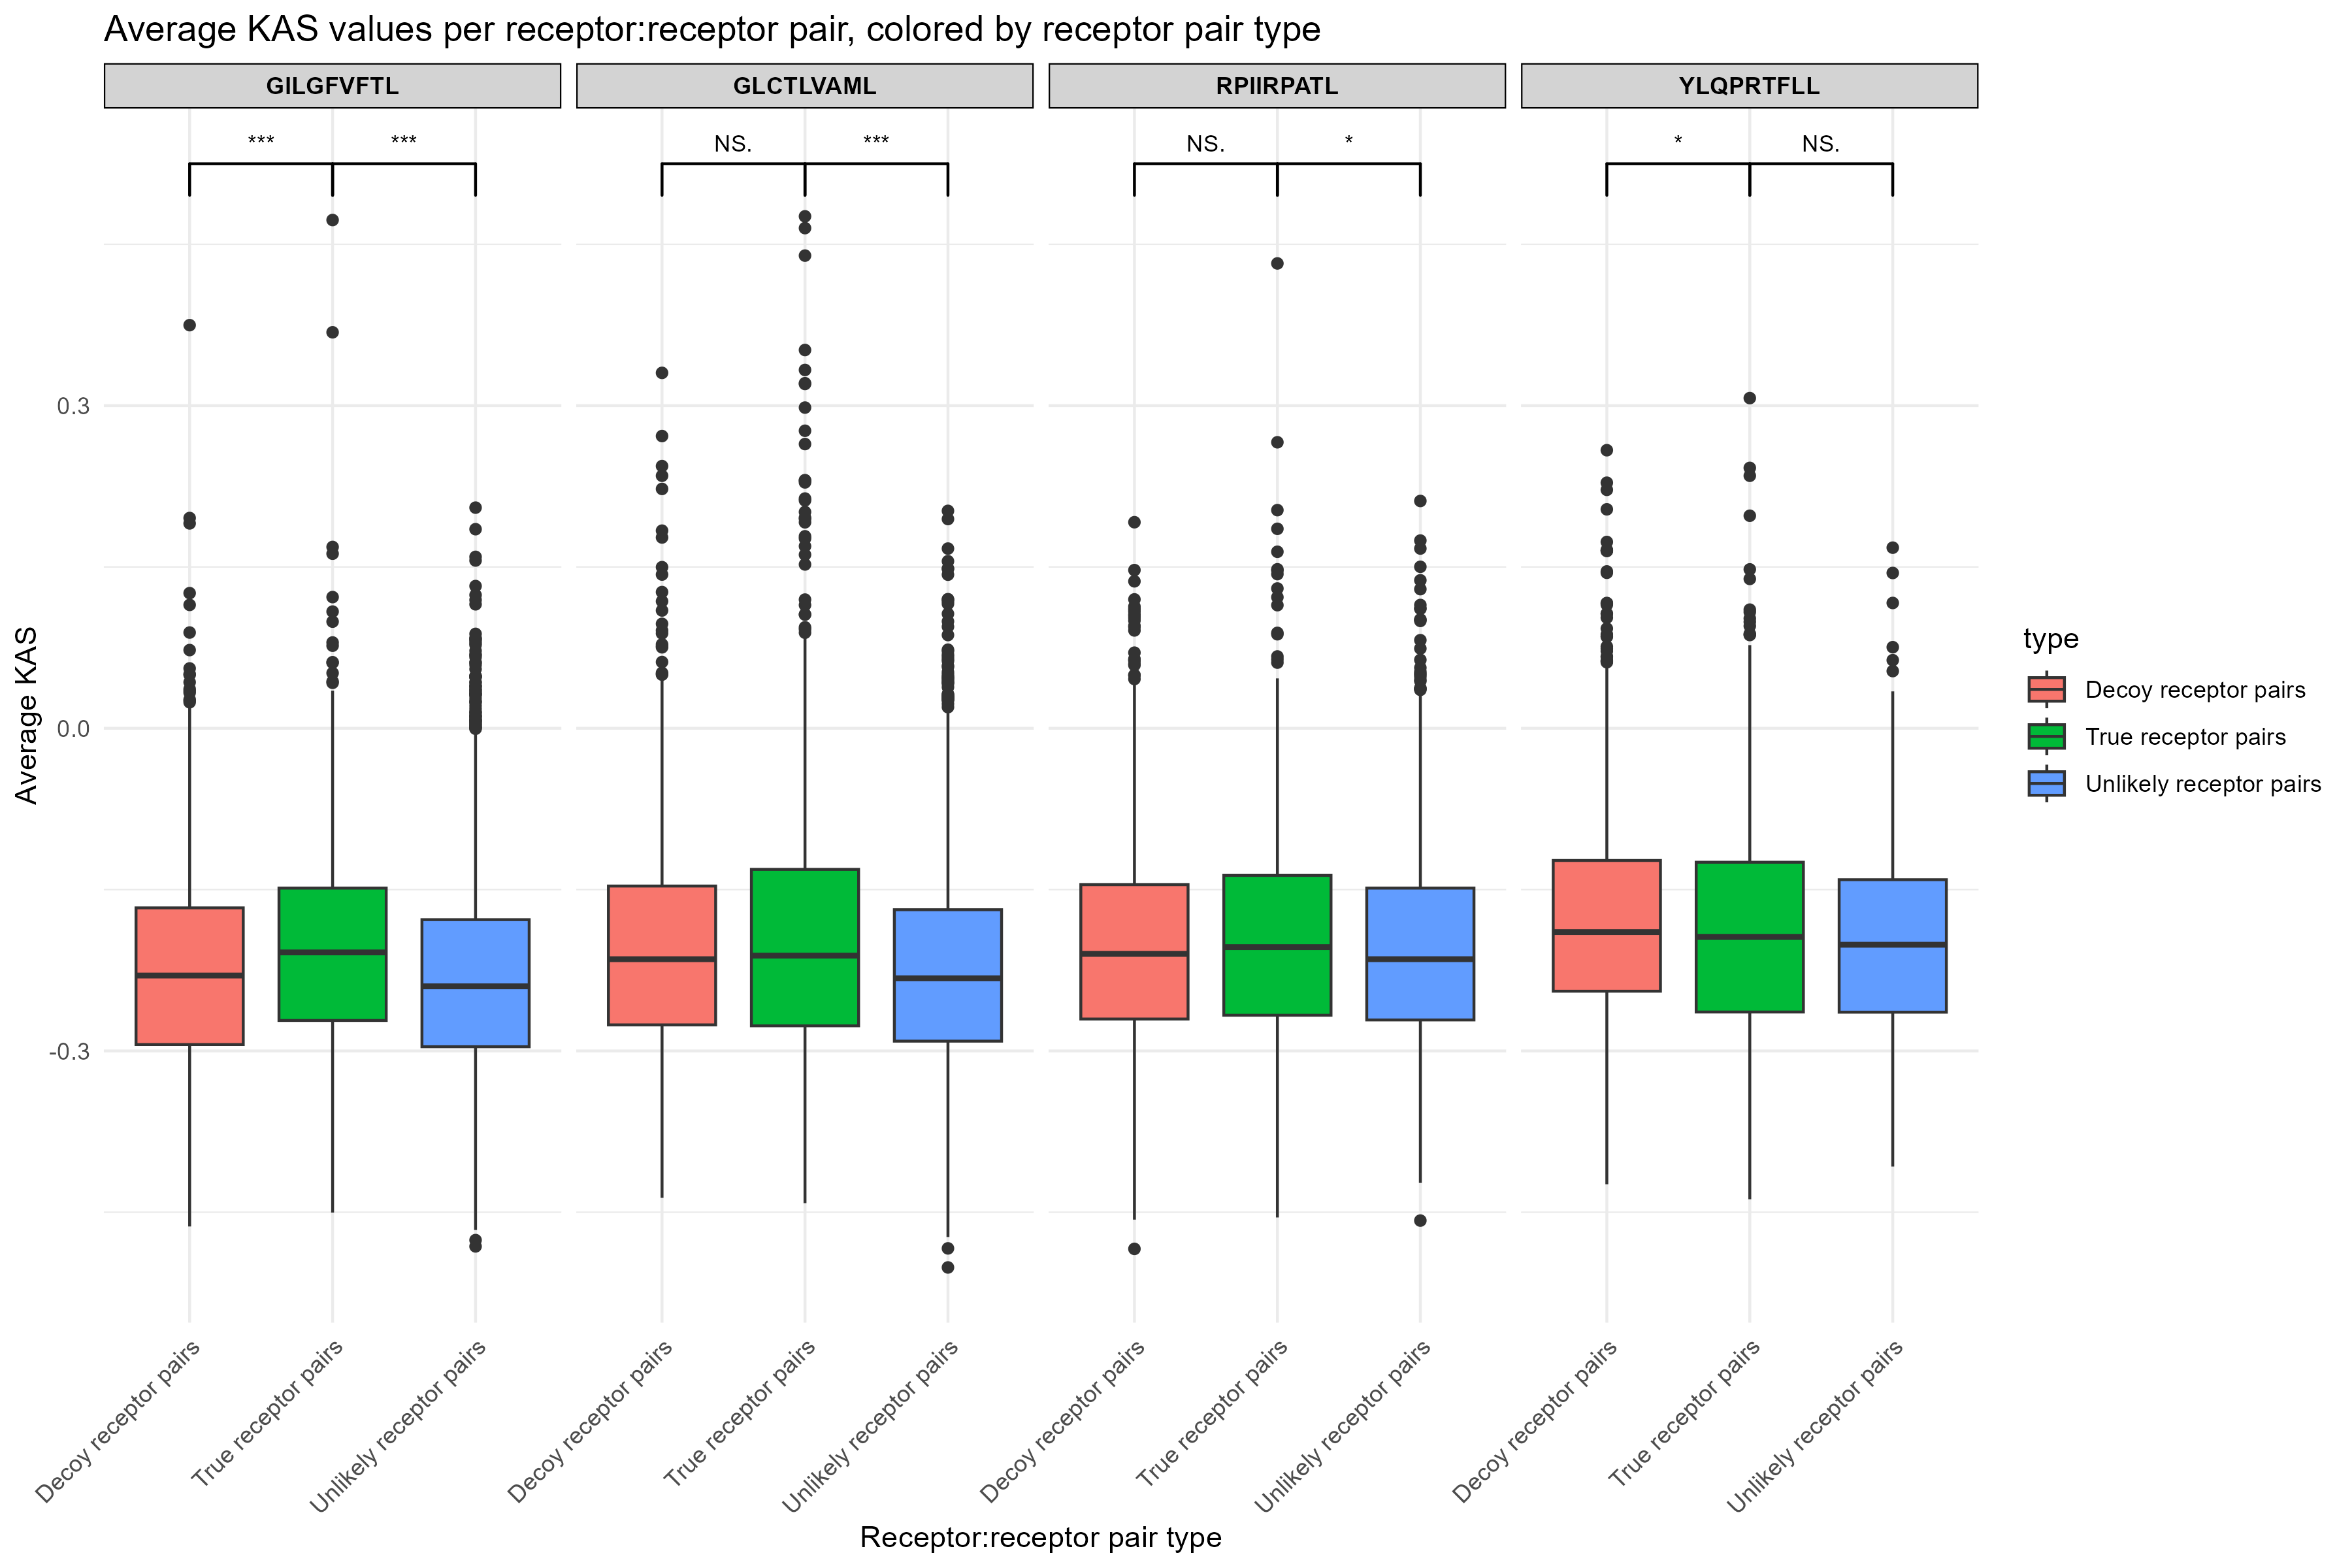 Average KAS values per receptor:receptor pair, colored by receptor pair type
GILGFVFTL
GLCTLVAML
RPIIRPATL
YLQPRTFLL
*** ***
NS. ***
NS. *
* NS.
Average KAS
0.3
0.0
-0.3
Decoy receptor pairs
True receptor pairs
Unlikely receptor pairs
Decoy receptor pairs
True receptor pairs
Unlikely receptor pairs
Decoy receptor pairs
True receptor pairs
Unlikely receptor pairs
Decoy receptor pairs
True receptor pairs
Unlikely receptor pairs
Receptor:receptor pair type
type
Decoy receptor pairs
True receptor pairs
Unlikely receptor pairs